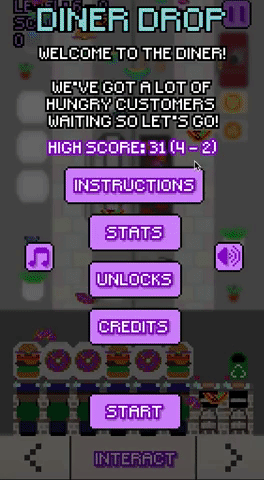 DINER DROP
WELCOME TO THE DINER!
WE"VE GOT A LOT OF
HUNGRY CUSTOMERS
WAITING SO LET"S GO!
HIGH SCORE: 31 (4 - 2)
INSTRUCTIONS
STATS
UNLOCKS
CREDITS
START
INTERACT